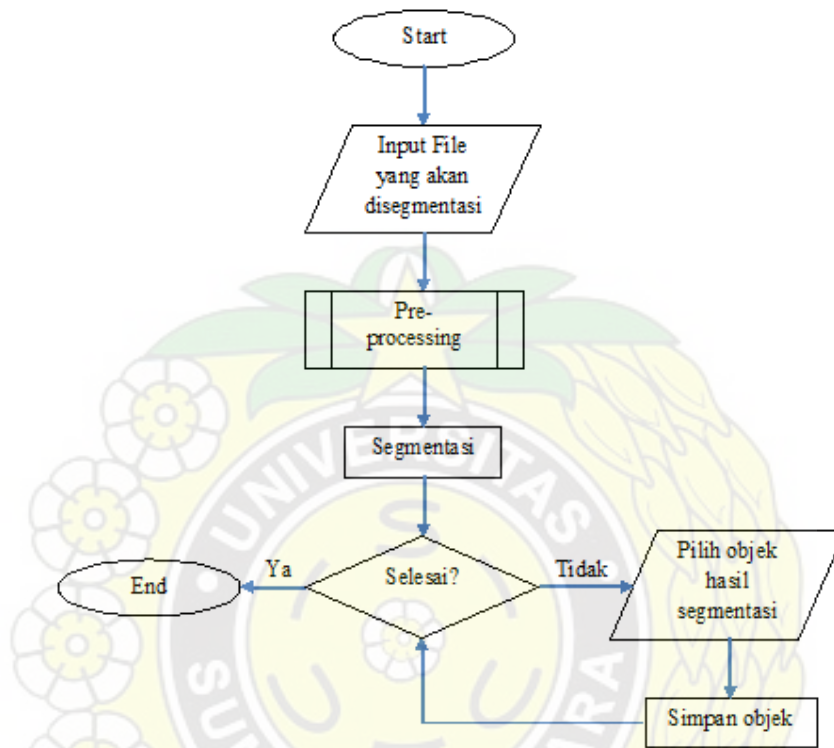 Start
Input File
yang akan
disegmentasi
Pre-
processing
Segmentasi
Selesai?
Ya
End
Tidak
Pilih objek
hasil
segmentasi
Simpan objek
UNIVERSITAS